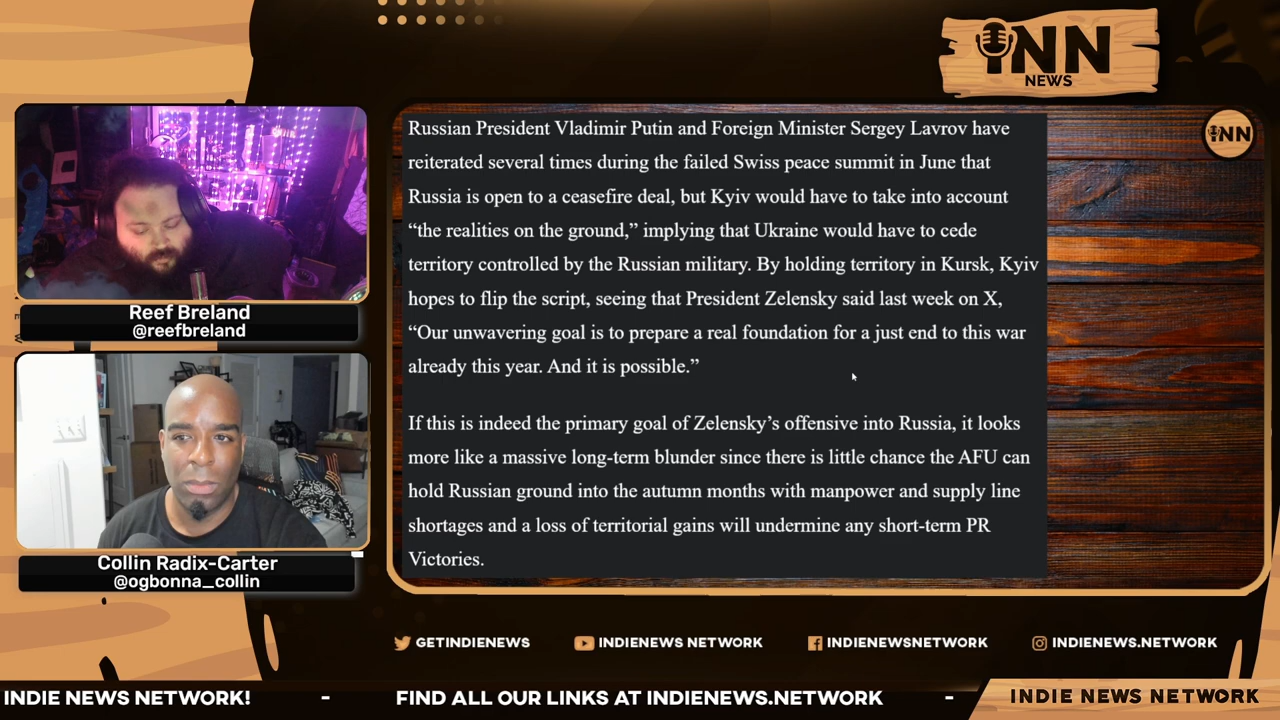 iNN
NEWS
iNN
Russian President Vladimir Putin and Foreign Minister Sergey Lavrov have
reiterated several times during the failed Swiss peace summit in June that
Russia is open to a ceasefire deal, but Kyiv would have to take into account
“the realities on the ground,” implying that Ukraine would have to cede
territory controlled by the Russian military. By holding territory in Kursk, Kyiv
hopes to flip the script, seeing that President Zelensky said last week on X,
“Our unwavering goal is to prepare a real foundation for a just end to this war
already this year. And it is possible.”
If this is indeed the primary goal of Zelensky’s offensive into Russia, it looks
more like a massive long-term blunder since there is little chance the AFU can
hold Russian ground into the autumn months with manpower and supply line
shortages and a loss of territorial gains will undermine any short-term PR
Victories.
Reef Breland
@reefbreland
Collin Radix-Carter
@ogbonna_collin
GETINDIENEWS
INDIENEWS NETWORK
INDIENEWSNETWORK
INDIENEWS.NETWORK
INDIE NEWS NETWORK! - FIND ALL OUR LINKS AT INDIENEWS.NETWORK -
INDIE NEWS NETWORK